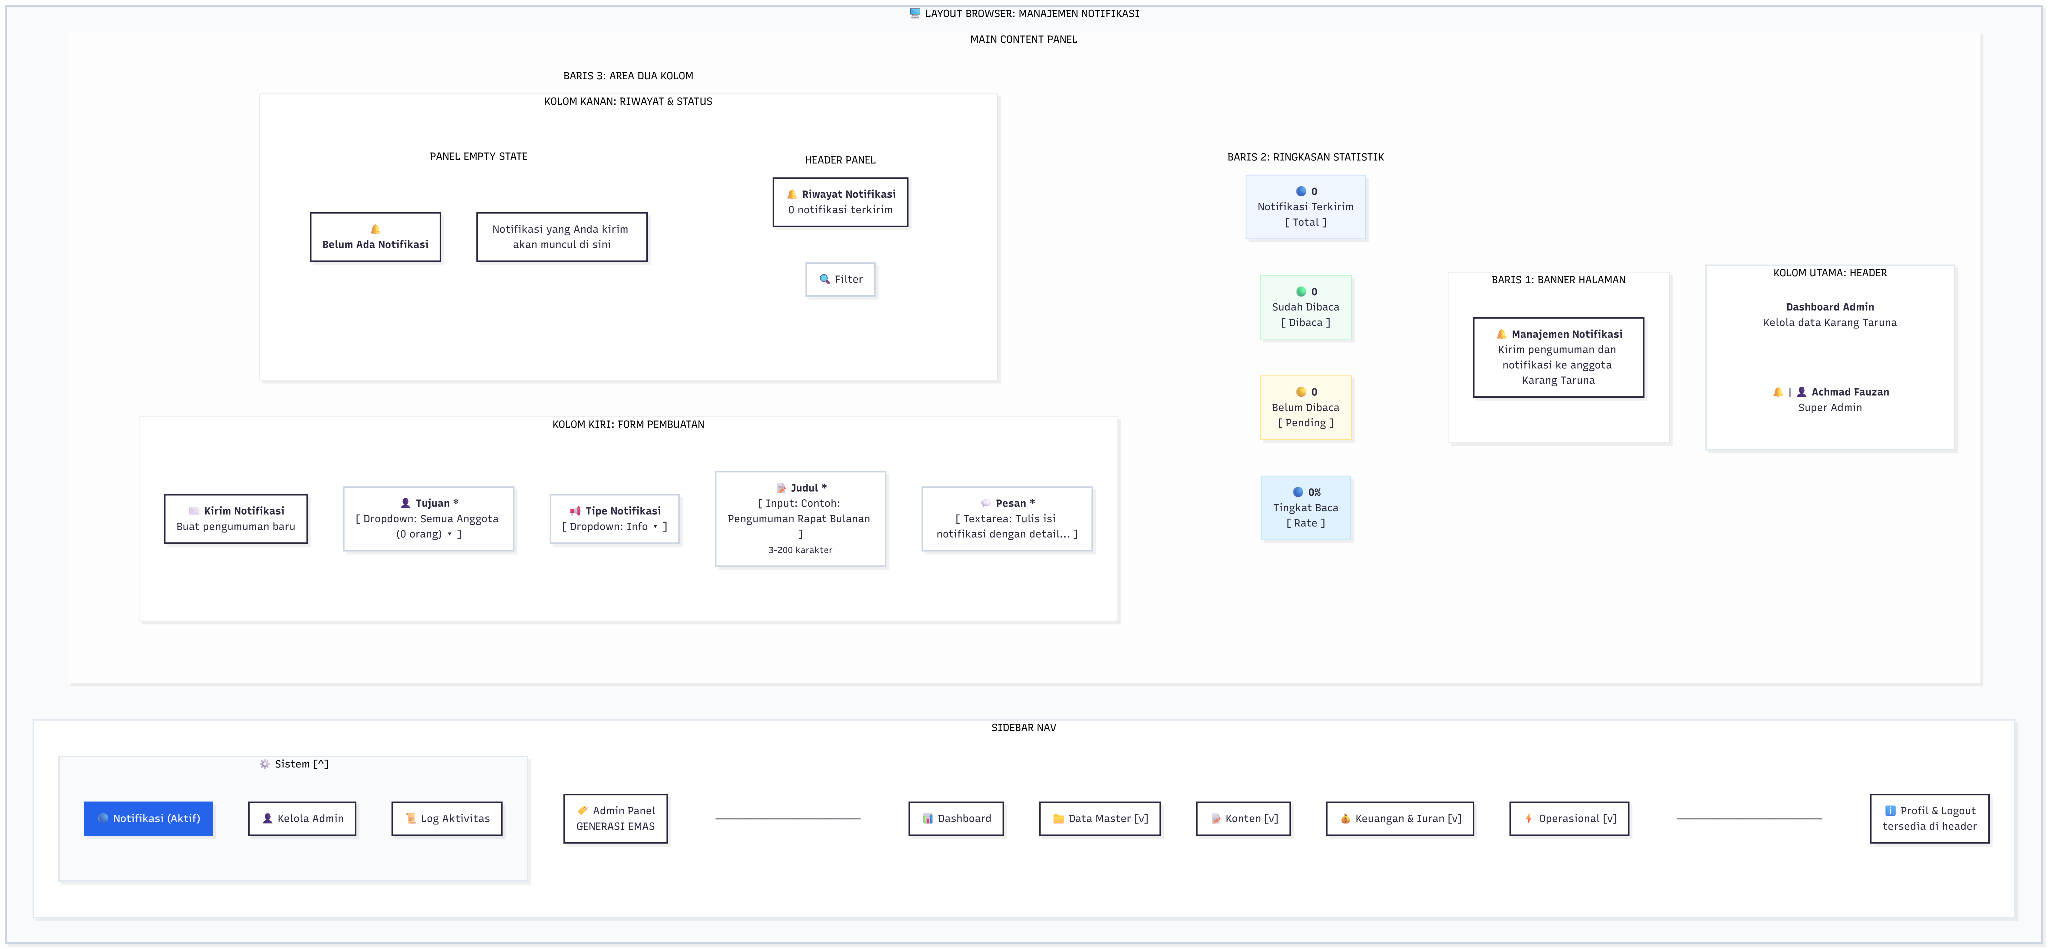 🖥️ LAYOUT BROWSER: MANAJEMEN NOTIFIKASI
MAIN CONTENT PANEL
BARIS 3: AREA DUA KOLOM
KOLOM KANAN: RIWAYAT & STATUS
PANEL EMPTY STATE
🔔
Belum Ada Notifikasi
Notifikasi yang Anda kirim
akan muncul di sini
HEADER PANEL
🔔 Riwayat Notifikasi
0 notifikasi terkirim
🔍 Filter
KOLOM KIRI: FORM PEMBUATAN
✉️ Kirim Notifikasi
Buat pengumuman baru
👤 Tujuan *
[ Dropdown: Semua Anggota
(0 orang) ▾ ]
📢 Tipe Notifikasi
[ Dropdown: Info ▾ ]
📝 Judul *
[ Input: Contoh:
Pengumuman Rapat Bulanan
]
3-200 karakter
💬 Pesan *
[ Textarea: Tulis isi
notifikasi dengan detail... ]
BARIS 2: RINGKASAN STATISTIK
🔵 0
Notifikasi Terkirim
[ Total ]
🟢 0
Sudah Dibaca
[ Dibaca ]
🟡 0
Belum Dibaca
[ Pending ]
🔵 0%
Tingkat Baca
[ Rate ]
BARIS 1: BANNER HALAMAN
🔔 Manajemen Notifikasi
Kirim pengumuman dan
notifikasi ke anggota
Karang Taruna
KOLOM UTAMA: HEADER
Dashboard Admin
Kelola data Karang Taruna
🔔 | 👤 Achmad Fauzan
Super Admin
SIDEBAR NAV
⚙️ Sistem [^]
🔵 Notifikasi (Aktif)
👤 Kelola Admin
📜 Log Aktivitas
🏷️ Admin Panel
GENERASI EMAS
📊 Dashboard
📁 Data Master [v]
📝 Konten [v]
💰 Keuangan & Iuran [v]
⚡ Operasional [v]
ℹ️ Profil & Logout
tersedia di header